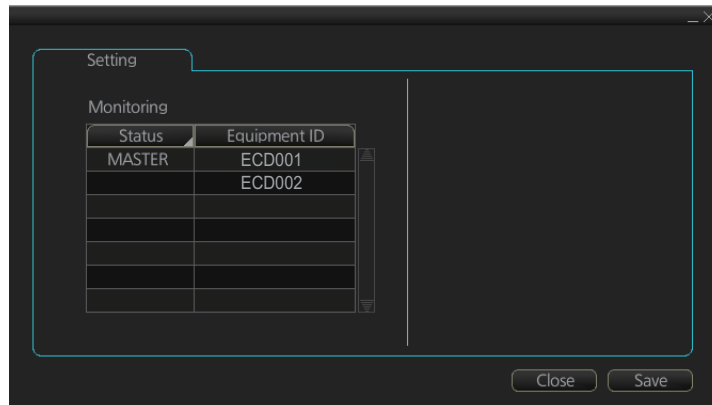 Setting
Monitoring
Status Equipment ID
MASTER ECD001
ECD002
Close Save